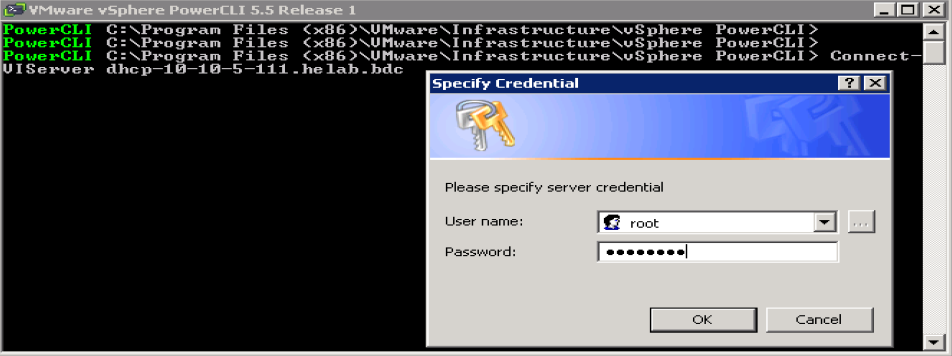 VMware vSphere PowerCLI 5.5 Release 1
PowerCLI C:\Program Files (x86)\VMware\Infrastructure\vSphere PowerCLI>
PowerCLI C:\Program Files (x86)\VMware\Infrastructure\vSphere PowerCLI>
PowerCLI C:\Program Files (x86)\VMware\Infrastructure\vSphere PowerCLI> Connect-
VIServer dhcp-10-10-5-111.helab.bdc
Specify Credential
Please specify server credential
User name: root ...
Password: ●●●●●●●●
OK Cancel